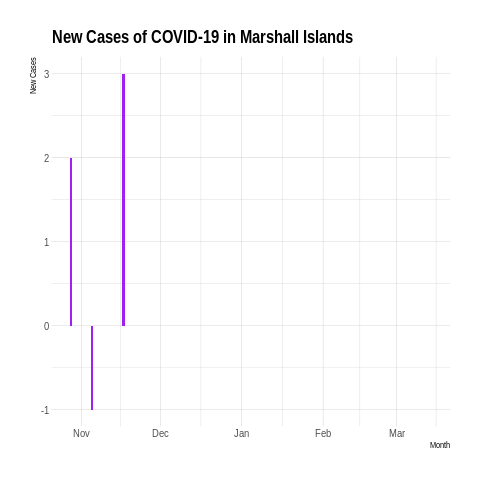 New Cases of COVID-19 in Marshall Islands
New Cases
3
2
1
0
-1
Nov Dec Jan Feb Mar
Month